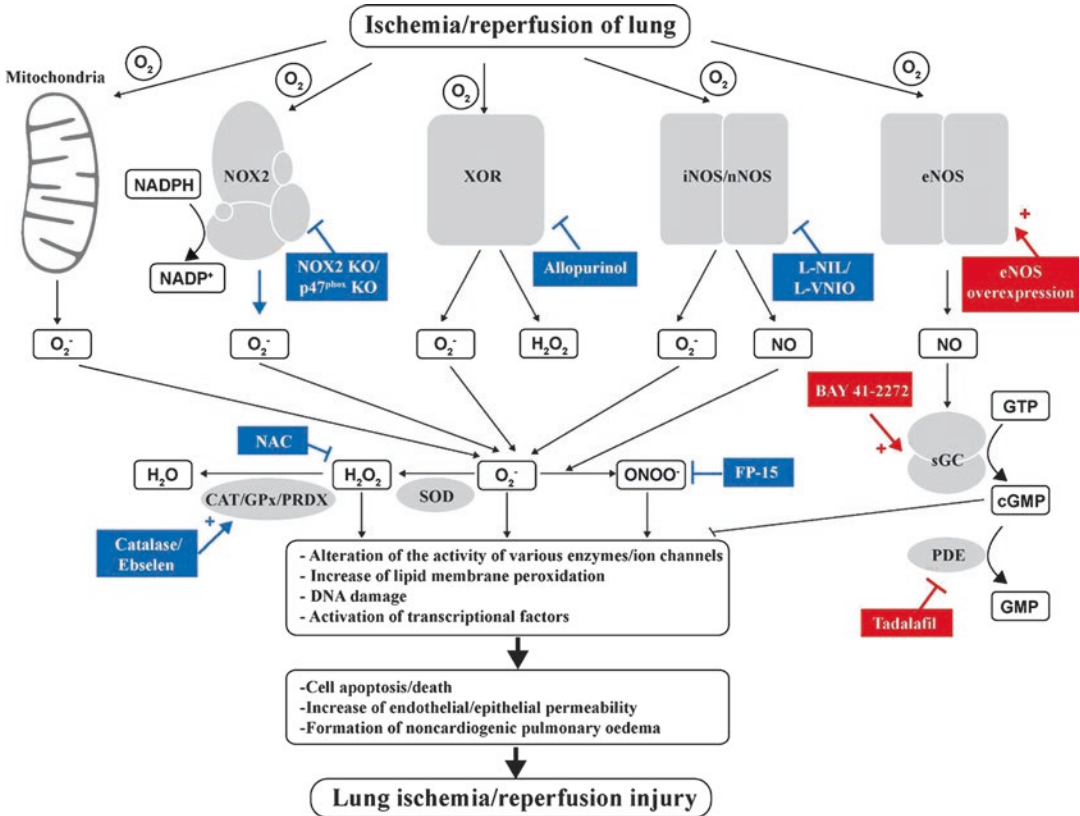 Ischemia/reperfusion of lung
O₂
O₂
O₂
O₂
O₂
Mitochondria
NOX2
XOR
iNOS/nNOS
eNOS
NADPH
NADP⁺
NOX2 KO/
p47ᵖʰᵒˣ KO
Allopurinol
L-NIL/
L-VNIO
+
eNOS
overexpression
O₂⁻
O₂⁻
O₂⁻
H₂O₂
O₂⁻
NO
NO
BAY 41-2272
GTP
+
sGC
cGMP
NAC
H₂O
H₂O₂
O₂⁻
ONOO⁻
FP-15
CAT/GPx/PRDX
SOD
+
Catalase/
Ebselen
PDE
GMP
Tadalafil
- Alteration of the activity of various enzymes/ion channels
- Increase of lipid membrane peroxidation
- DNA damage
- Activation of transcriptional factors
-Cell apoptosis/death
-Increase of endothelial/epithelial permeability
-Formation of noncardiogenic pulmonary oedema
Lung ischemia/reperfusion injury